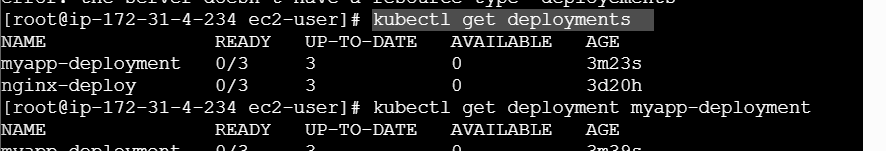 error: the server doesn't have a resource type "deployements"
[root@ip-172-31-4-234 ec2-user]# kubectl get deployments
NAME READY UP-TO-DATE AVAILABLE AGE
myapp-deployment 0/3 3 0 3m23s
nginx-deploy 0/3 3 0 3d20h
[root@ip-172-31-4-234 ec2-user]# kubectl get deployment myapp-deployment
NAME READY UP-TO-DATE AVAILABLE AGE
myapp-deployment 0/3 3 0 3m39s